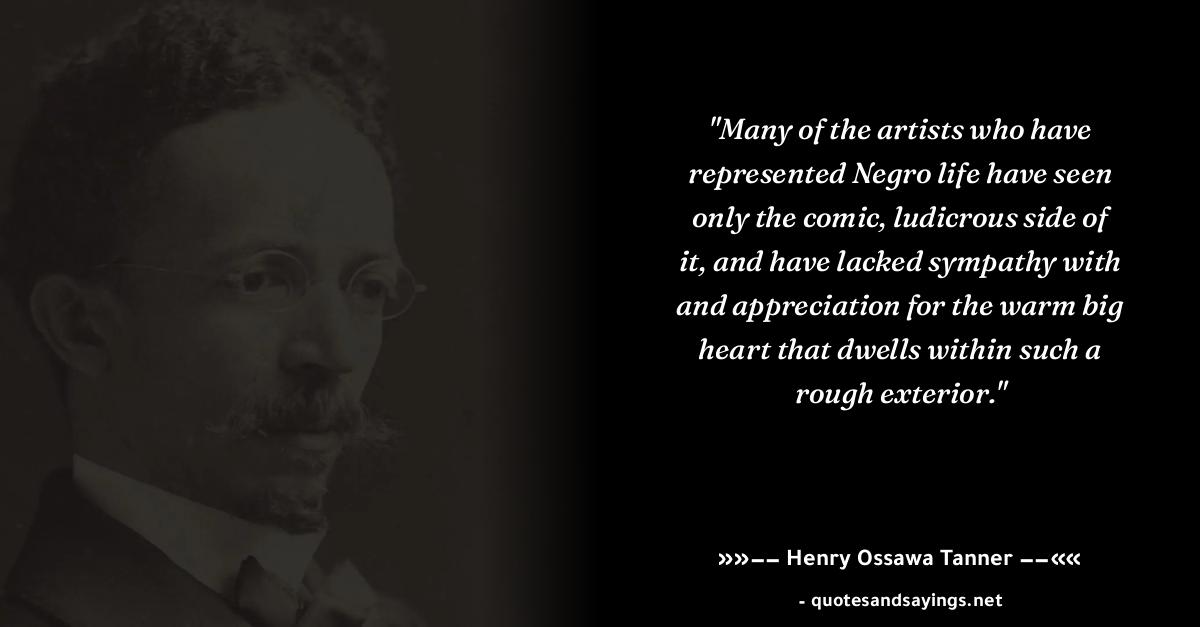 "Many of the artists who have
represented Negro life have seen
only the comic, ludicrous side of
it, and have lacked sympathy with
and appreciation for the warm big
heart that dwells within such a
rough exterior."
»»−− Henry Ossawa Tanner −−««
- quotesandsayings.net